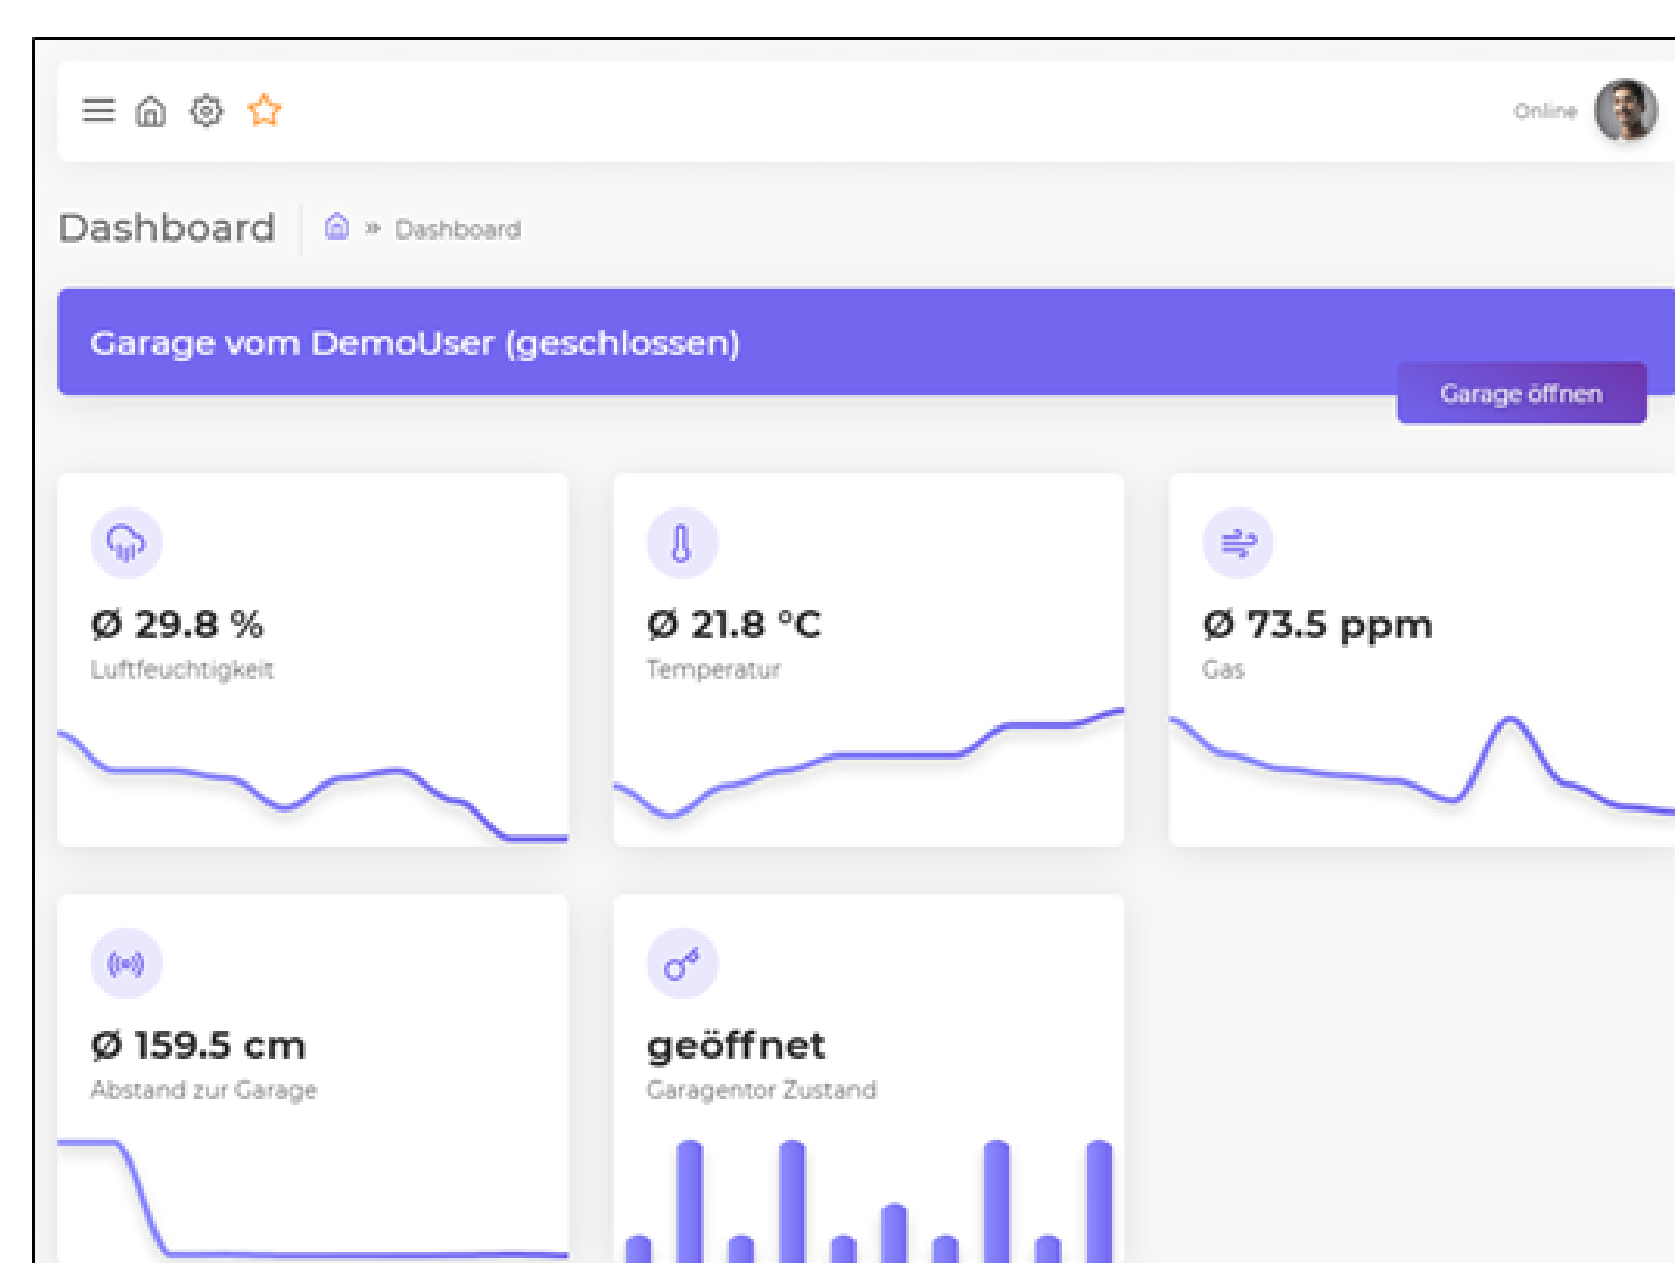 Online
Dashboard
» Dashboard
Garage vom DemoUser (geschlossen)
Garage öffnen
Ø 29.8 %
Luftfeuchtigkeit
Ø 21.8 °C
Temperatur
Ø 73.5 ppm
Gas
Ø 159.5 cm
Abstand zur Garage
geöffnet
Garagentor Zustand